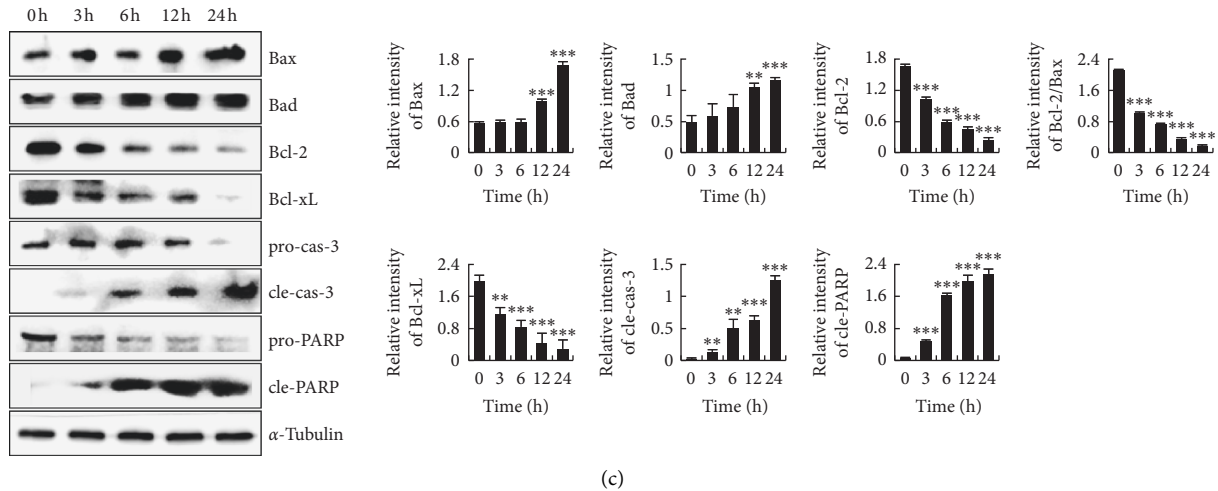 0 h 3 h 6 h 12 h 24 h
Bax
Bad
Bcl-2
Bcl-xL
pro-cas-3
cle-cas-3
pro-PARP
cle-PARP
α-Tubulin
Relative intensity
of Bax
1.8
1.2
0.6
0
***
***
0 3 6 12 24
Time (h)
Relative intensity
of Bad
1.5
1
0.5
0
**
***
0 3 6 12 24
Time (h)
Relative intensity
of Bcl-2
1.8
1.2
0.6
0
***
***
***
***
0 3 6 12 24
Time (h)
Relative intensity
of Bcl-2/Bax
2.4
1.6
0.8
0
***
***
***
***
0 3 6 12 24
Time (h)
Relative intensity
of Bcl-xL
2.4
1.6
0.8
0
**
***
***
***
0 3 6 12 24
Time (h)
Relative intensity
of cle-cas-3
1.5
1
0.5
0
**
**
***
***
0 3 6 12 24
Time (h)
Relative intensity
of cle-PARP
2.4
1.6
0.8
0
***
***
***
***
0 3 6 12 24
Time (h)
(c)